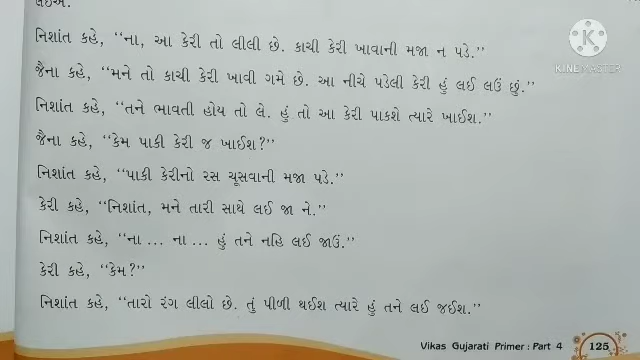 લઈએ.
નિશાંત કહે, ‘‘ના, આ કેરી તો લીલી છે. કાચી કેરી ખાવાની મજા ન પડે.’’
જૈના કહે, ‘‘મને તો કાચી કેરી ખાવી ગમે છે. આ નીચે પડેલી કેરી હું લઈ લઉં છું.’’
નિશાંત કહે, ‘‘તને ભાવતી હોય તો લે. હું તો આ કેરી પાકશે ત્યારે ખાઈશ.’’
જૈના કહે, ‘‘કેમ પાકી કેરી જ ખાઈશ?’’
નિશાંત કહે, ‘‘પાકી કેરીનો રસ ચૂસવાની મજા પડે.’’
કેરી કહે, ‘‘નિશાંત, મને તારી સાથે લઈ જા ને.’’
નિશાંત કહે, ‘‘ના ... ના ... હું તને નહિ લઈ જાઉં.’’
કેરી કહે, ‘‘કેમ?’’
નિશાંત કહે, ‘‘તારો રંગ લીલો છે. તું પીળી થઈશ ત્યારે હું તને લઈ જઈશ.’’
Vikas Gujarati Primer : Part 4 125
KINEMASTER